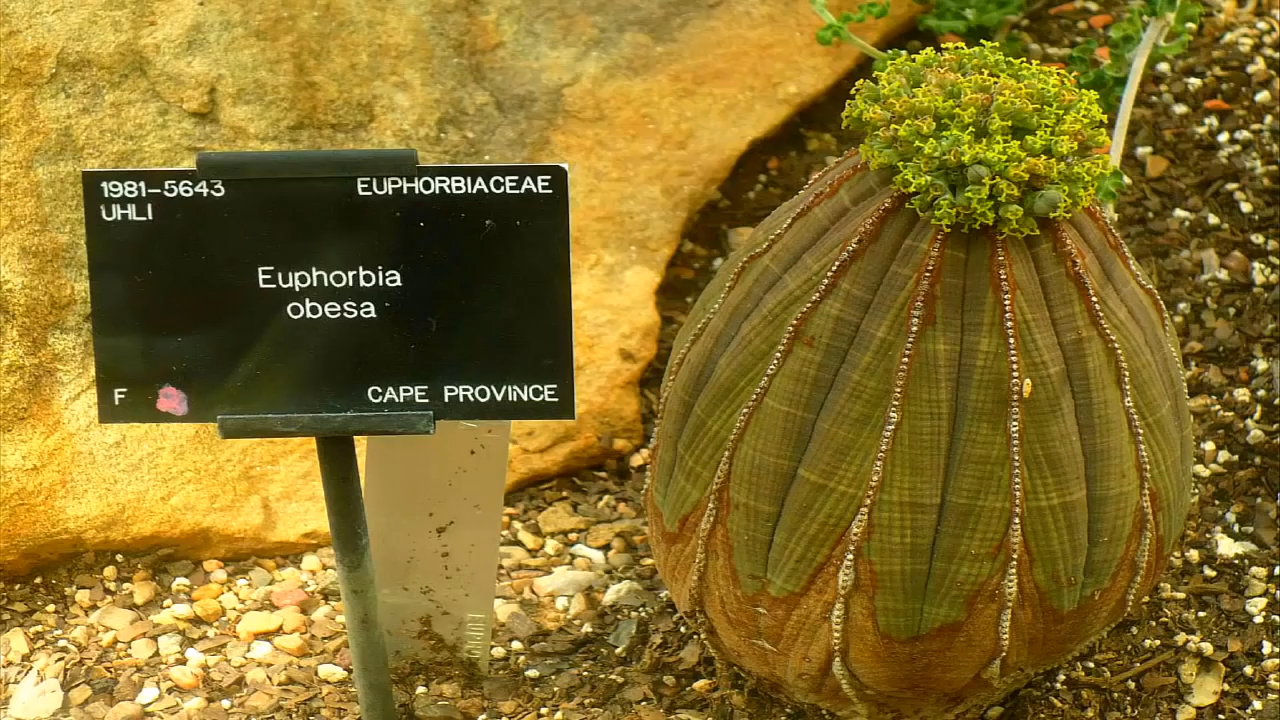 1981-5643 EUPHORBIACEAE
UHLI
Euphorbia
obesa
F CAPE PROVINCE